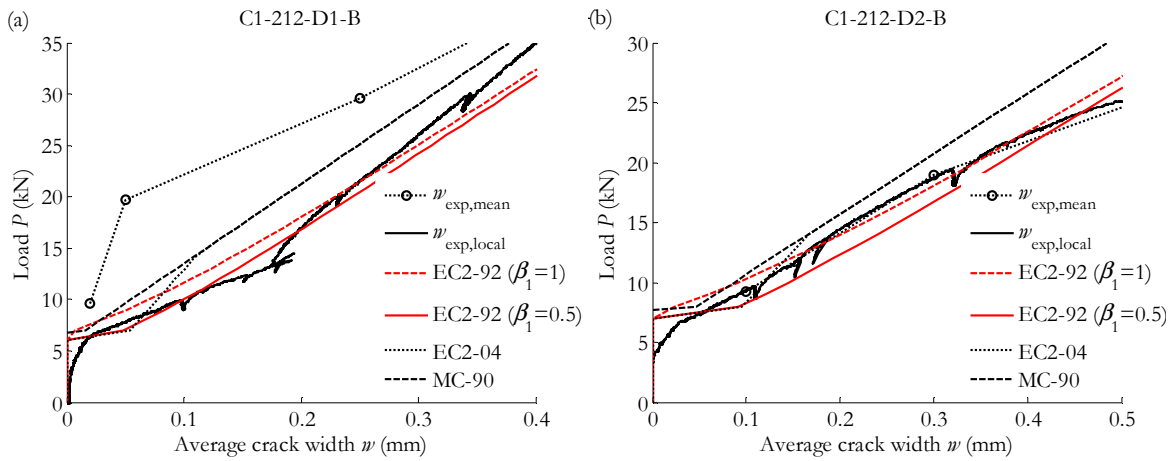 (a)
C1-212-D1-B
35
30
25
20
15
10
5
0
0
0.1
0.2
0.3
0.4
Load P (kN)
Average crack width w (mm)
wexp,mean
wexp,local
EC2-92 (β1=1)
EC2-92 (β1=0.5)
EC2-04
MC-90
(b)
C1-212-D2-B
30
25
20
15
10
5
0
0
0.1
0.2
0.3
0.4
0.5
Load P (kN)
Average crack width w (mm)
wexp,mean
wexp,local
EC2-92 (β1=1)
EC2-92 (β1=0.5)
EC2-04
MC-90